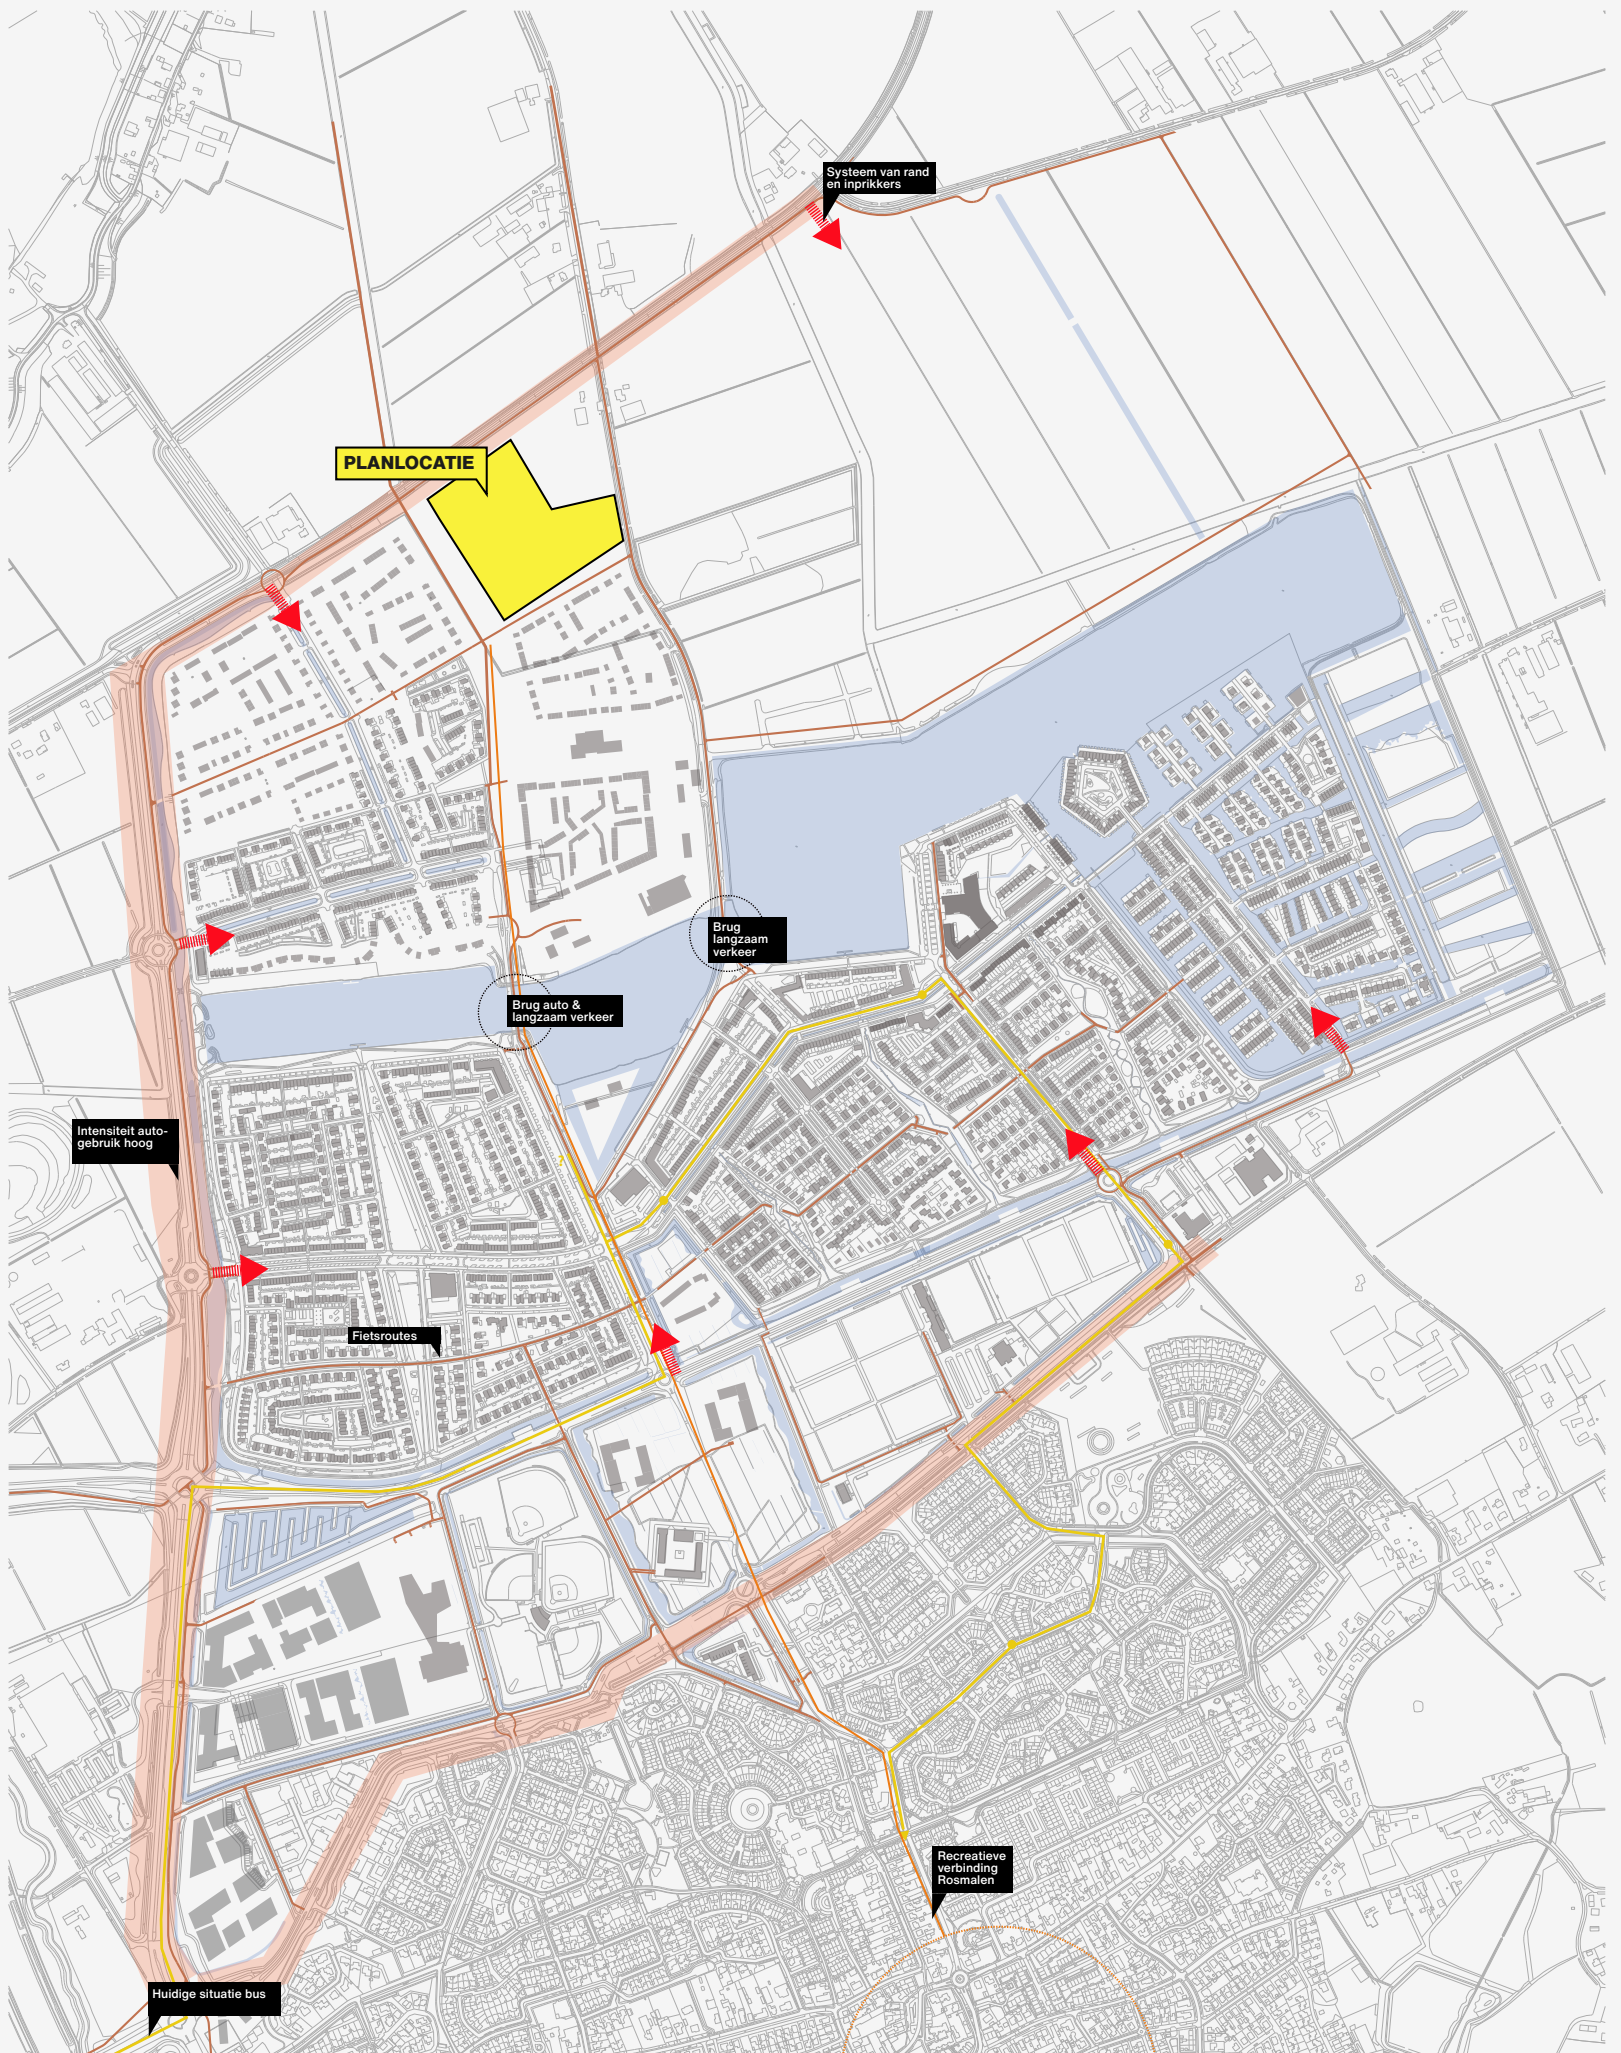 Systeem van rand
en inprikkers
PLANLOCATIE
Brug
langzaam
verkeer
Brug auto &
langzaam verkeer
Intensiteit auto-
gebruik hoog
Fietsroutes
Recreatieve
verbinding
Rosmalen
Huidige situatie bus